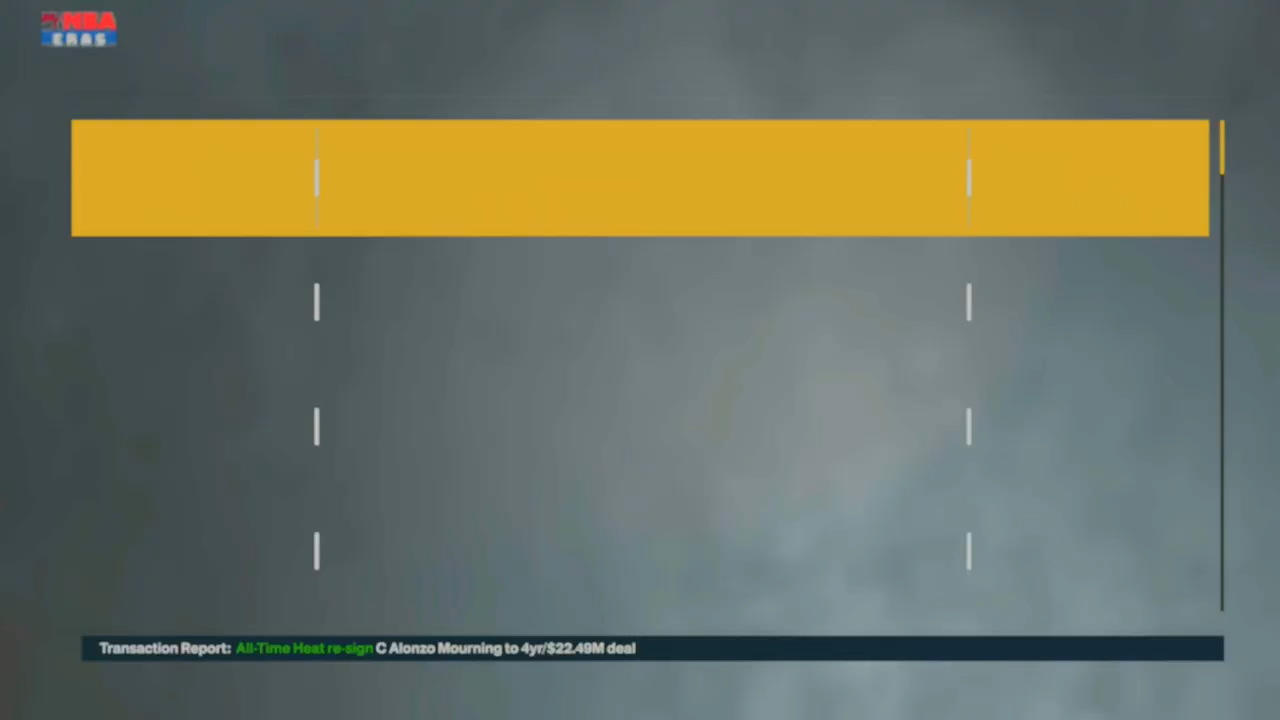 NBA
ERAS
Transaction Report: All-Time Heat re-sign C Alonzo Mourning to 4yr/$22.49M deal